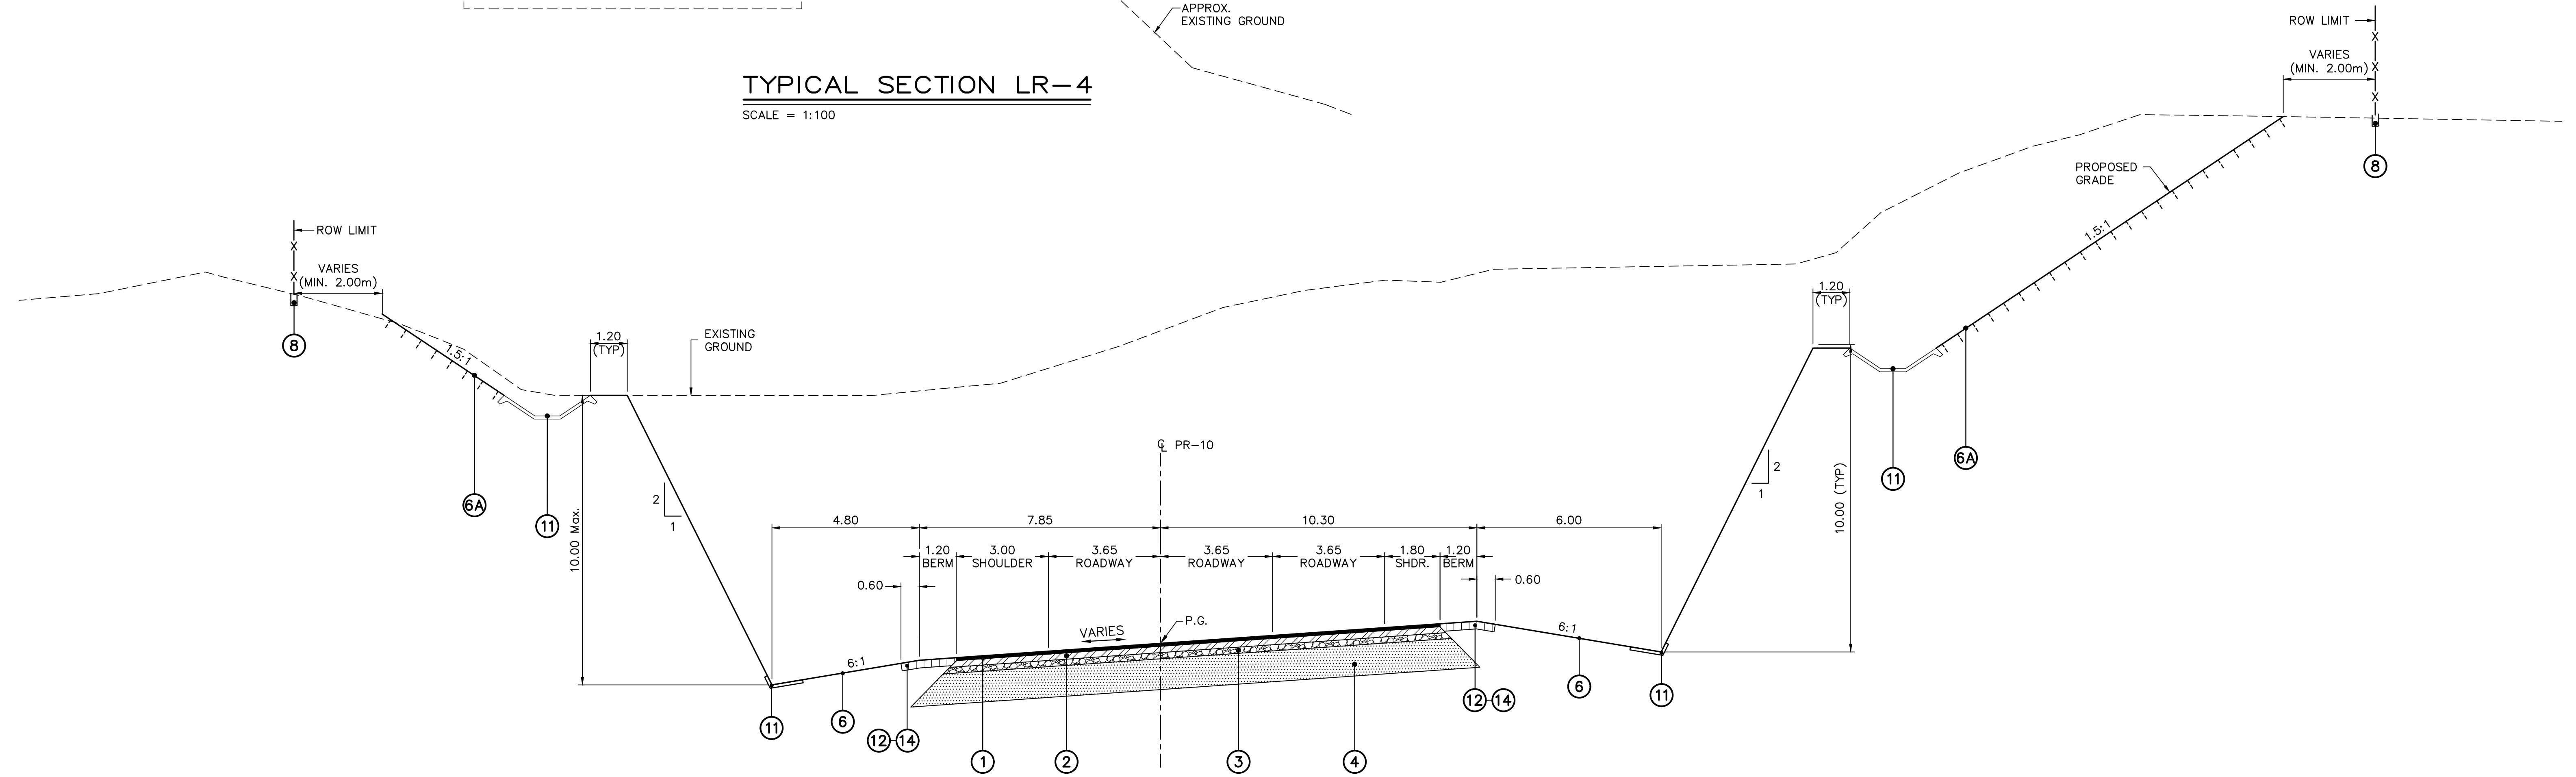 APPROX.
EXISTING GROUND
TYPICAL SECTION LR-4
SCALE = 1:100
ROW LIMIT
VARIES
(MIN. 2.00m)
8
PROPOSED
GRADE
1.5:1
ROW LIMIT
VARIES
(MIN. 2.00m)
8
1.5:1
1.20
(TYP)
EXISTING
GROUND
1.20
(TYP)
6A
11
2
1
10.00 Max.
℄ PR-10
2
1
10.00 (TYP)
11
6A
4.80
7.85
10.30
6.00
1.20
BERM
3.00
SHOULDER
3.65
ROADWAY
3.65
ROADWAY
3.65
ROADWAY
1.80
SHDR.
1.20
BERM
0.60
0.60
VARIES
P.G.
6:1
6:1
11
6
12
14
1
2
3
4
12
14
6
11